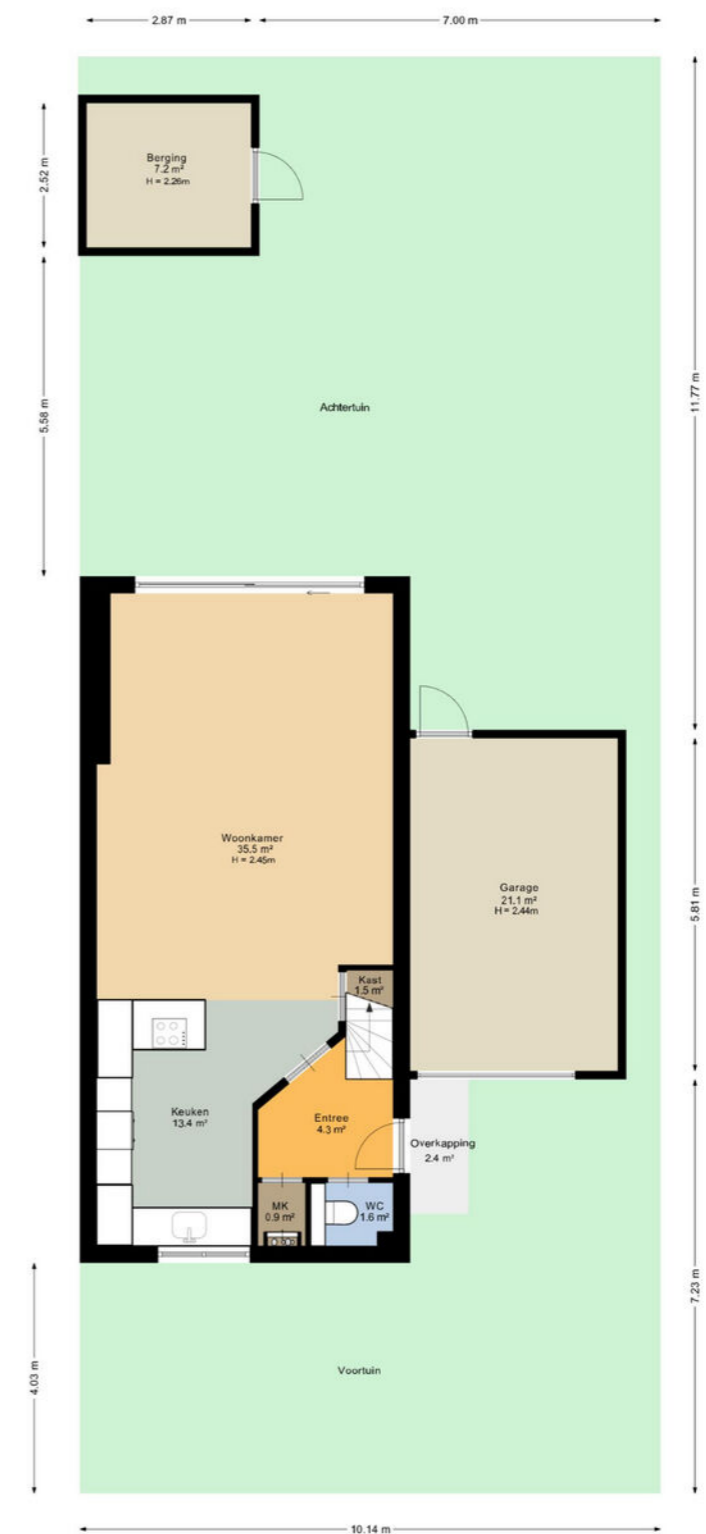 2.87 m
7.00 m
2.52 m
Berging
7.2 m²
H = 2.26m
5.58 m
Achtertuin
11.77 m
Woonkamer
35.5 m²
H = 2.45m
Garage
21.1 m²
H = 2.44m
5.81 m
Kast
1.5 m²
Keuken
13.4 m²
Entree
4.3 m²
Overkapping
2.4 m²
MK
0.9 m²
WC
1.6 m²
7.23 m
4.03 m
Voortuin
10.14 m